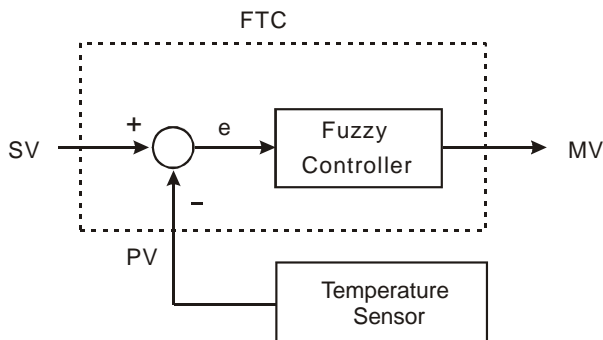 FTC
+
e
Fuzzy
Controller
SV
MV
−
PV
Temperature
Sensor